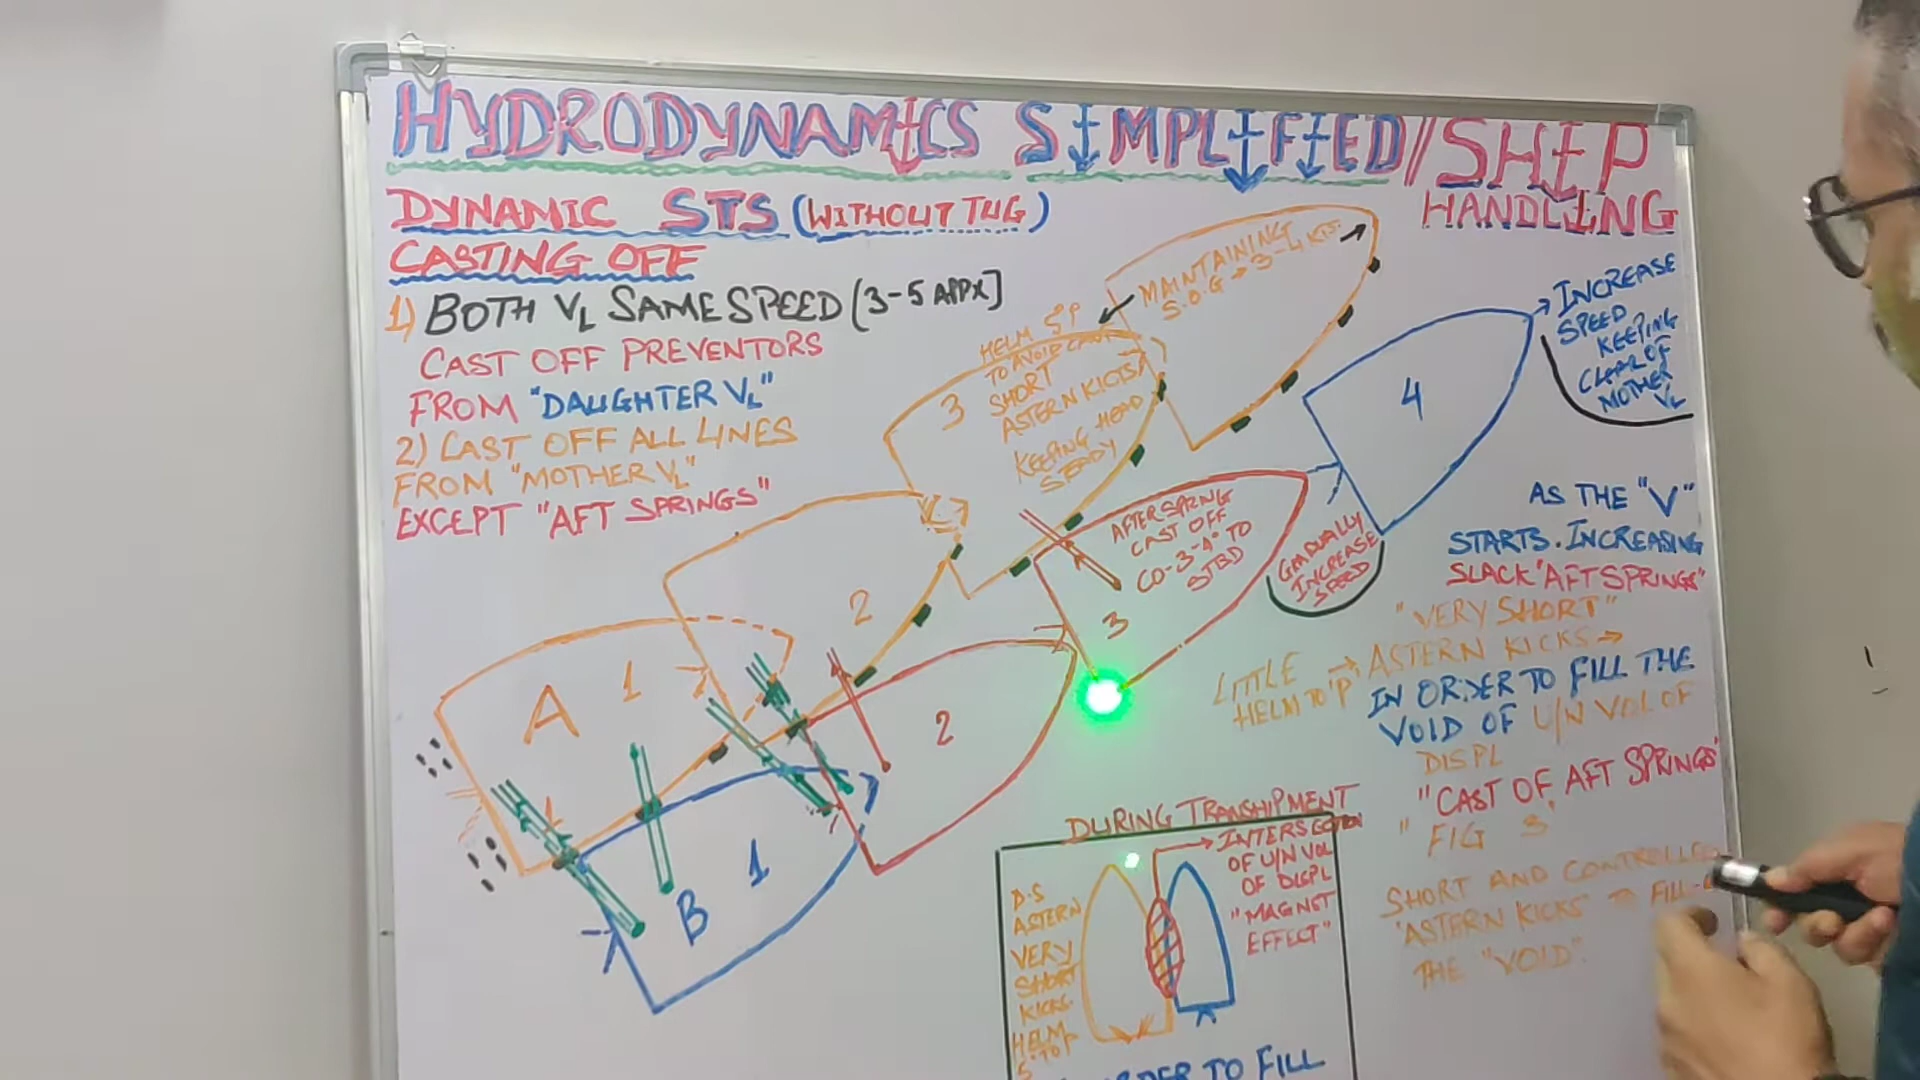 HYDRODYNAMICS SIMPLIFIED/SHIP
HANDLING
DYNAMIC STS (WITHOUT TUG)
CASTING OFF
1) BOTH VL SAME SPEED (3-5 APPX]
CAST OFF PREVENTORS
FROM "DAUGHTER VL"
2) CAST OFF ALL LINES
FROM "MOTHER VL"
EXCEPT "AFT SPRINGS"
MAINTAINING
S.O.G → 3-4 KTS.
HELM 5° P
TO AVOID CANT
SHORT
ASTERN KICKS
KEEPING HEAD
STEADY
3
→ INCREASE
SPEED
KEEPING
CLEAR OF
MOTHER
VL
4
AFTER SPRING
CAST OFF
CO-3-4° TO
STBD
3
GRADUALLY
INCREASE
SPEED
2
2
A 1
B 1
AS THE "V"
STARTS. INCREASING
SLACK "AFT SPRINGS"
"VERY SHORT"
LITTLE → ASTERN KICKS →
HELM TO 'P'
IN ORDER TO FILL THE
VOID OF U/N VOL OF
DISPL
"CAST OF AFT SPRINGS"
" FIG 3
SHORT AND CONTROLLED
'ASTERN KICKS' TO FILL
THE "VOID".
DURING TRANSHIPMENT
→ INTERSECTION
OF U/N VOL
OF DISPL
"MAGNET
EFFECT"
D.S
ASTERN
VERY
SHORT
KICKS.
HELM
5° TO P
TO FILL